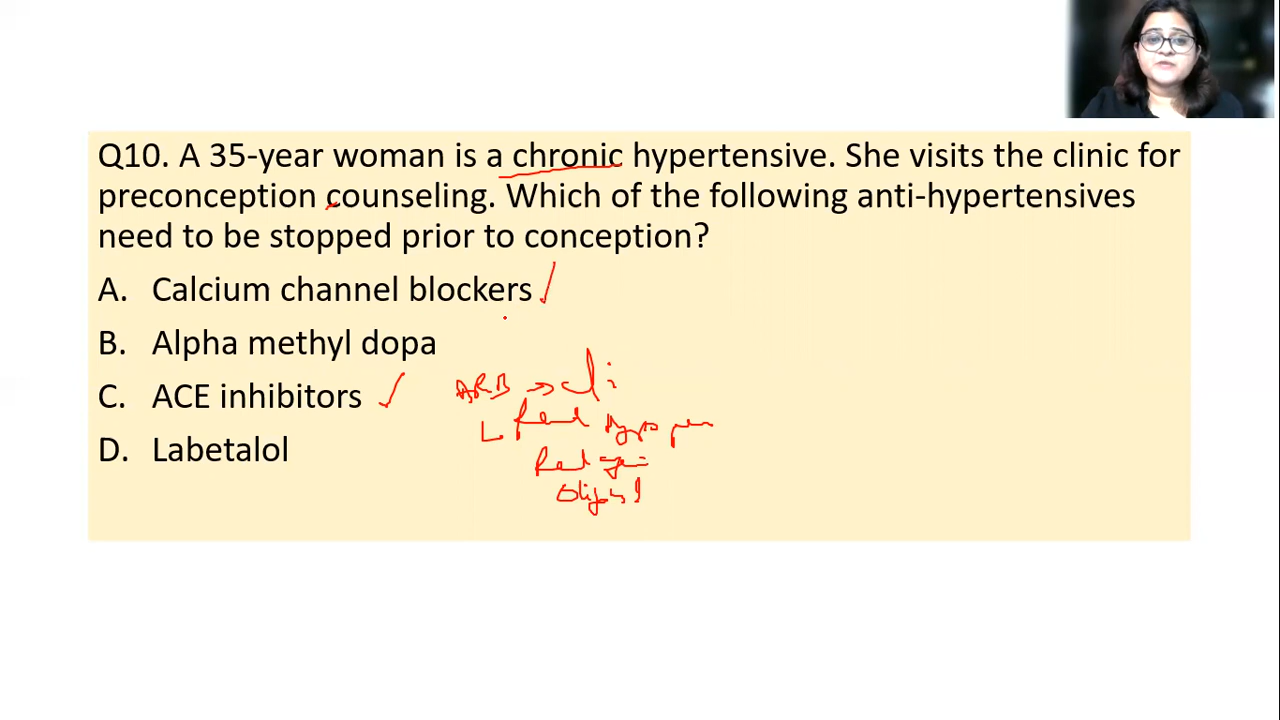 Q10. A 35-year woman is a chronic hypertensive. She visits the clinic for
preconception counseling. Which of the following anti-hypertensives
need to be stopped prior to conception?
A. Calcium channel blockers
B. Alpha methyl dopa
C. ACE inhibitors
D. Labetalol
ARB